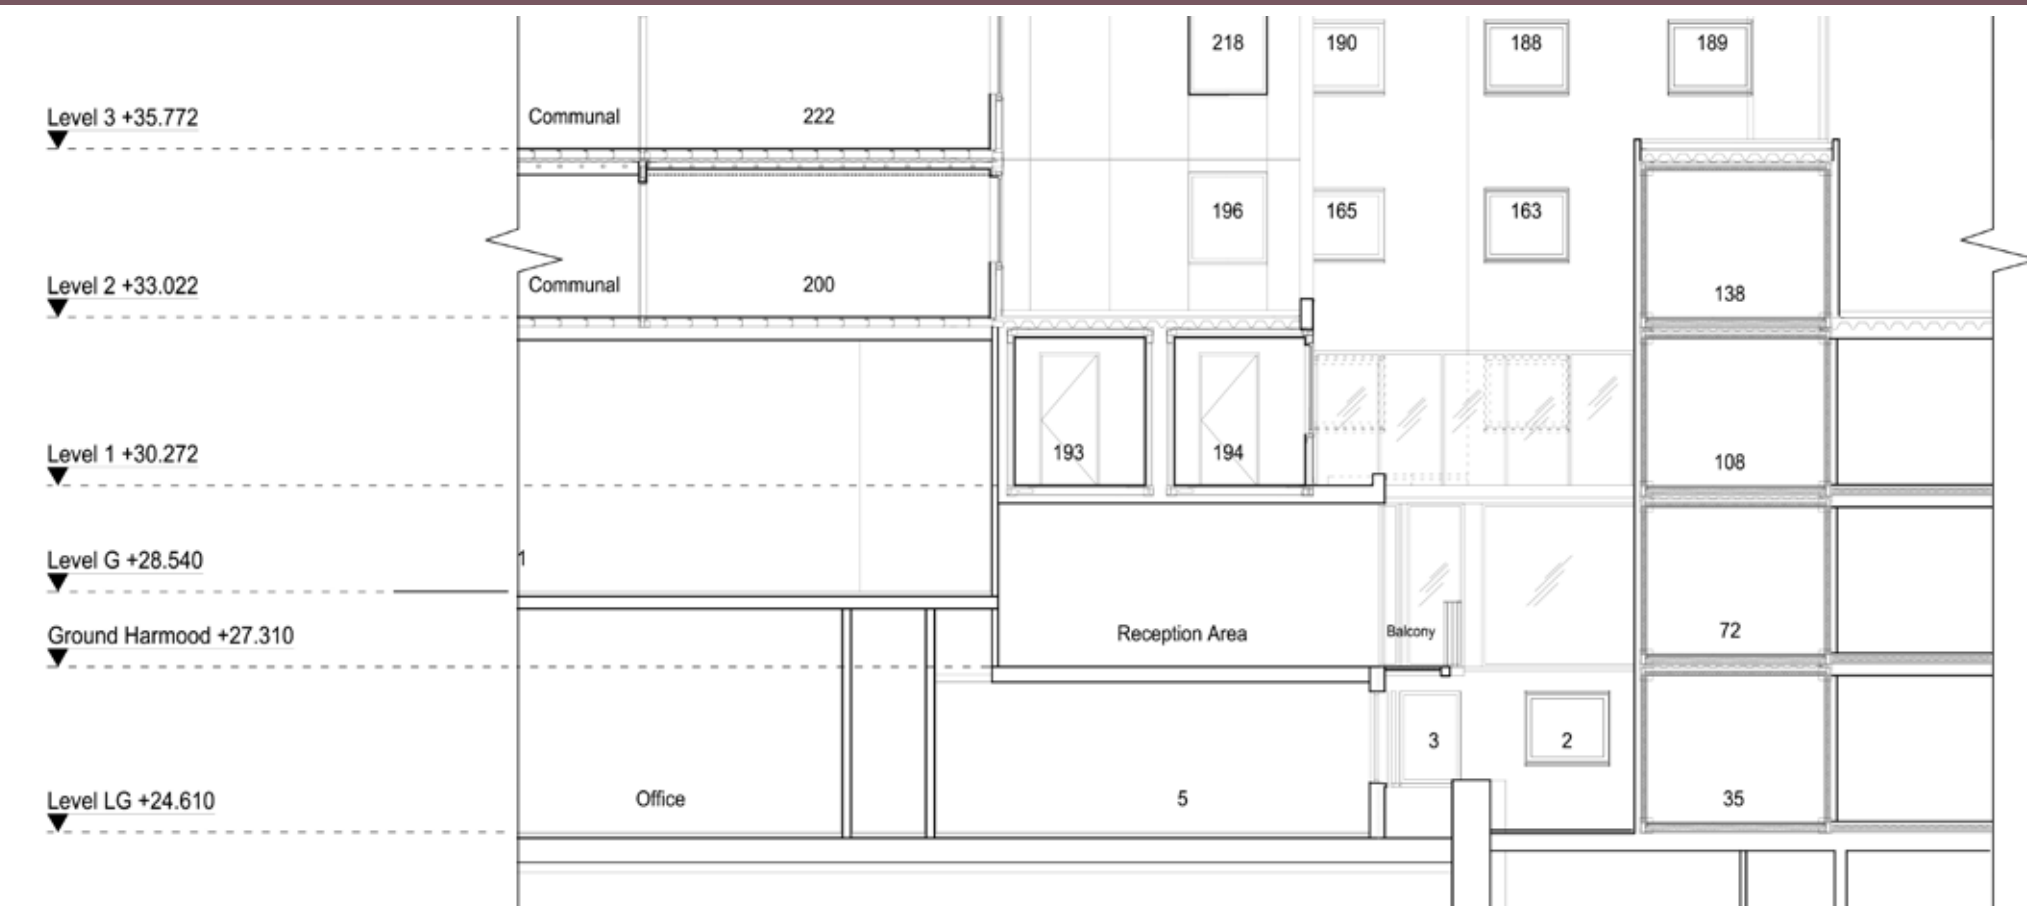 218 190 188 189
Level 3 +35.772 Communal 222
196 165 163
Level 2 +33.022 Communal 200 138
Level 1 +30.272 193 194 108
Level G +28.540 1
Ground Harmood +27.310 Reception Area Balcony 72
3 2
Level LG +24.610 Office 5 35